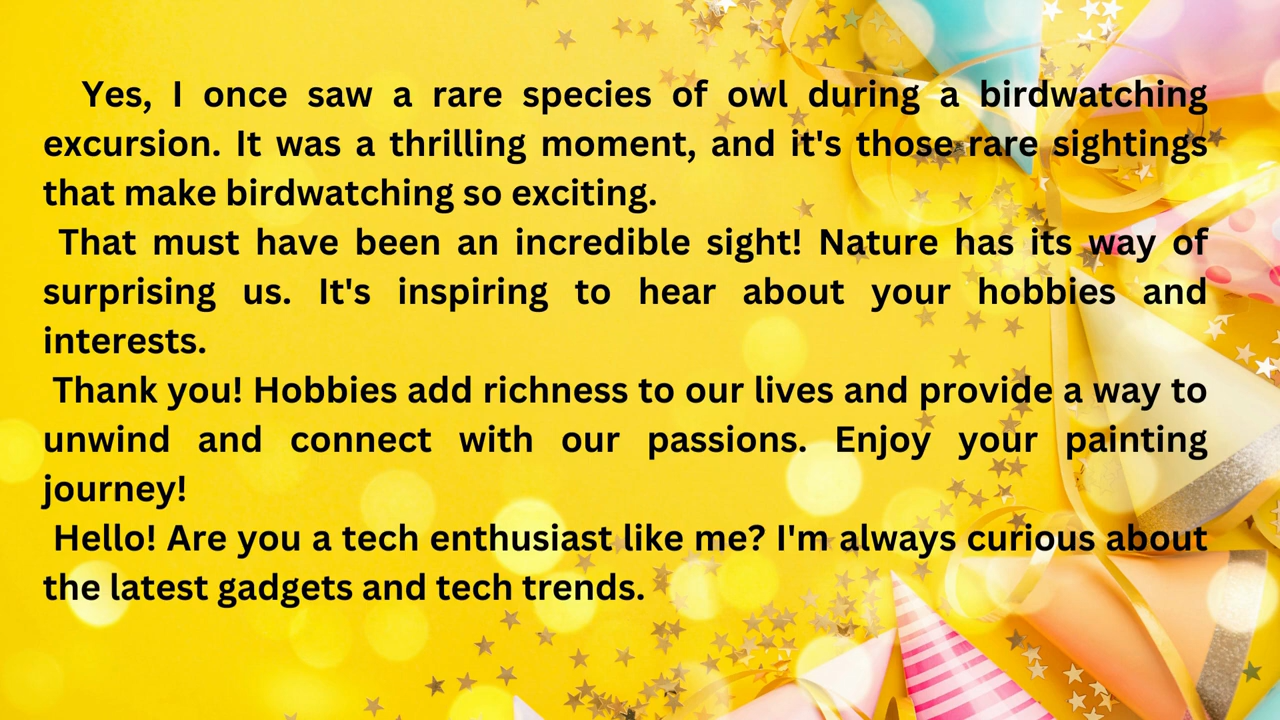 Yes, I once saw a rare species of owl during a birdwatching
excursion. It was a thrilling moment, and it's those rare sightings
that make birdwatching so exciting.
That must have been an incredible sight! Nature has its way of
surprising us. It's inspiring to hear about your hobbies and
interests.
Thank you! Hobbies add richness to our lives and provide a way to
unwind and connect with our passions. Enjoy your painting
journey!
Hello! Are you a tech enthusiast like me? I'm always curious about
the latest gadgets and tech trends.